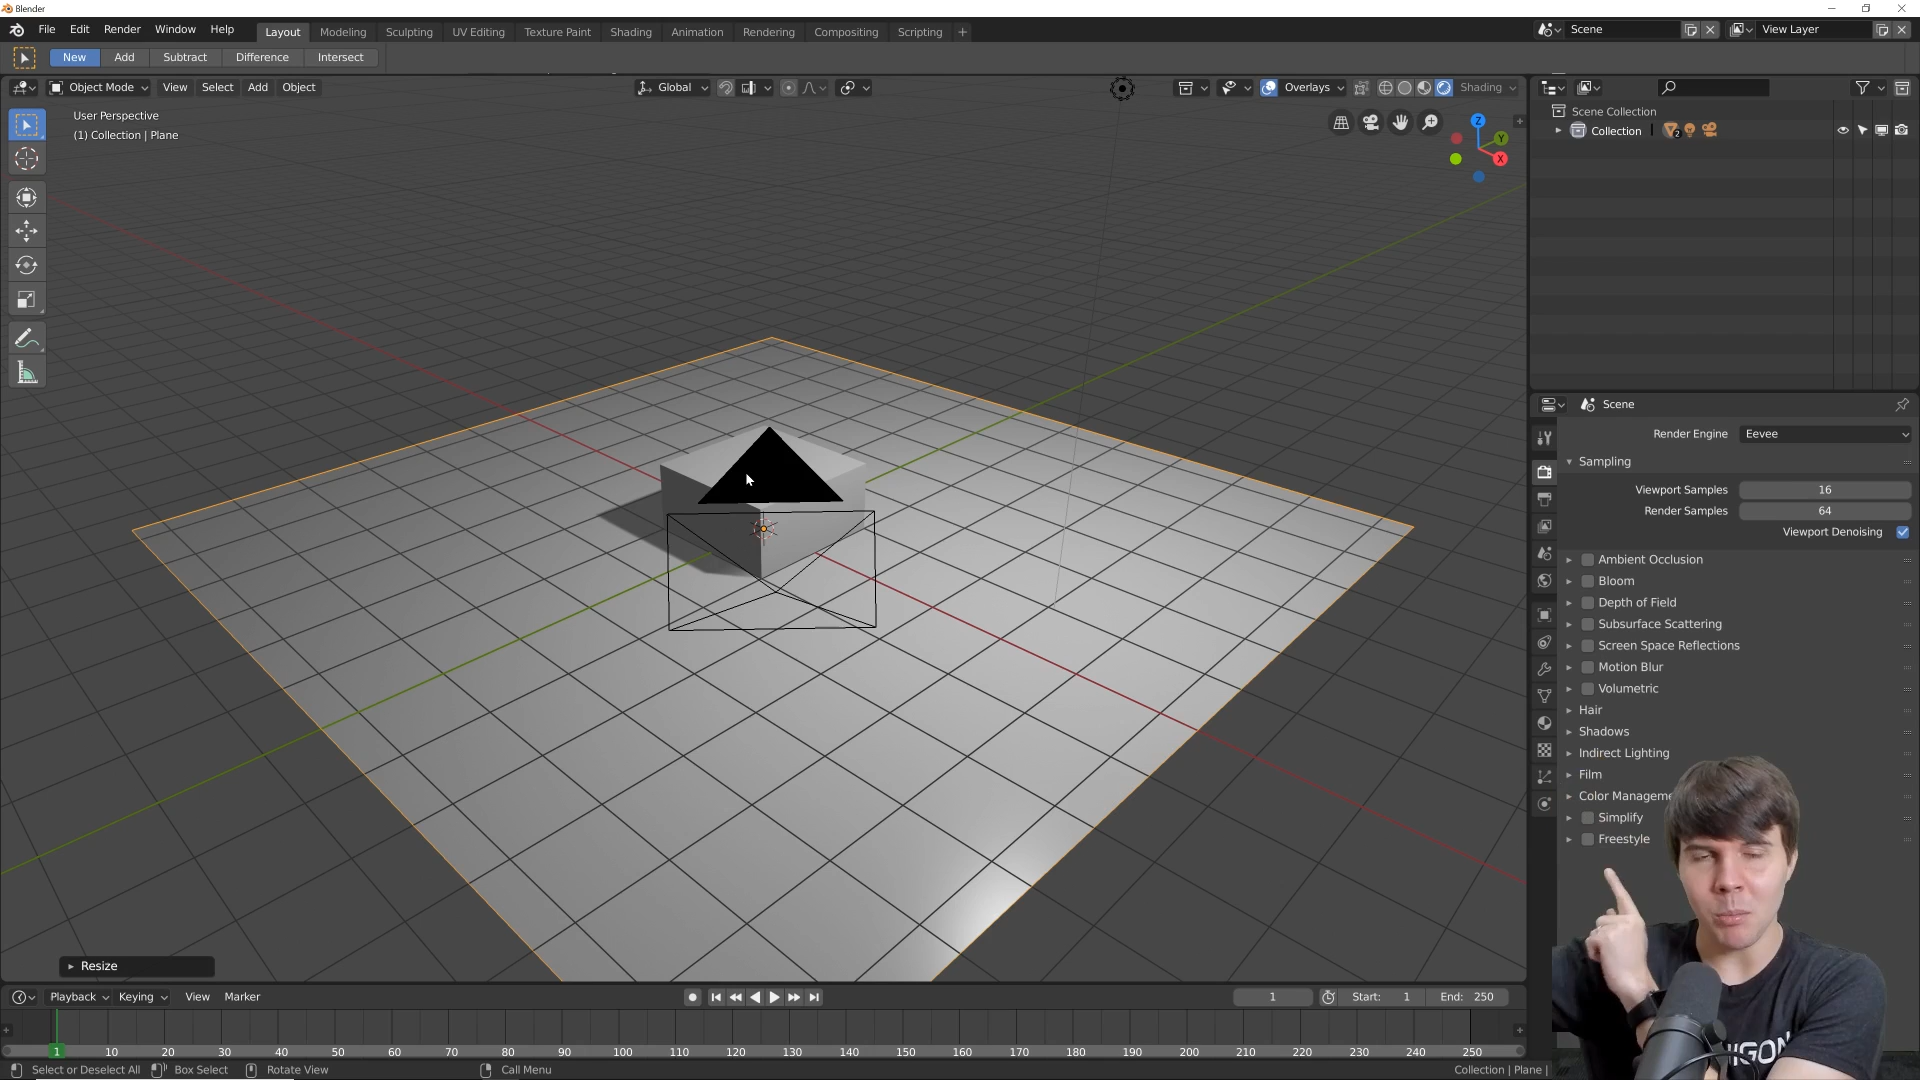 Blender
File Edit Render Window Help Layout Modeling Sculpting UV Editing Texture Paint Shading Animation Rendering Compositing Scripting + Scene View Layer
New Add Subtract Difference Intersect
Object Mode View Select Add Object Global Overlays Shading
User Perspective
(1) Collection | Plane
Z
Y
X
Scene Collection
Collection 2
Scene
Render Engine Eevee
Sampling
Viewport Samples 16
Render Samples 64
Viewport Denoising
Ambient Occlusion
Bloom
Depth of Field
Subsurface Scattering
Screen Space Reflections
Motion Blur
Volumetric
Hair
Shadows
Indirect Lighting
Film
Color Manageme
Simplify
Freestyle
Resize
Playback Keying View Marker 1 Start: 1 End: 250
1 10 20 30 40 50 60 70 80 90 100 110 120 130 140 150 160 170 180 190 200 210 220 230 240 250
Select or Deselect All Box Select Rotate View Call Menu Collection | Plane |
IGON